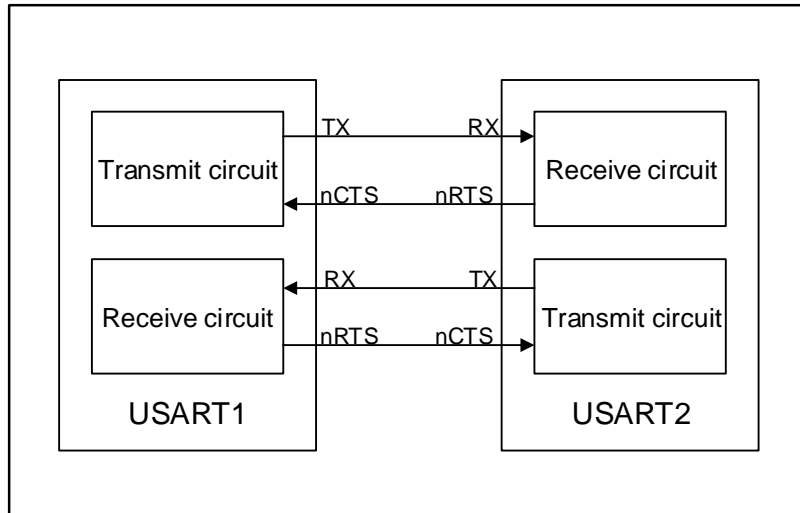 TX RX
Transmit circuit Receive circuit
nCTS nRTS
RX TX
Receive circuit Transmit circuit
nRTS nCTS
USART1 USART2